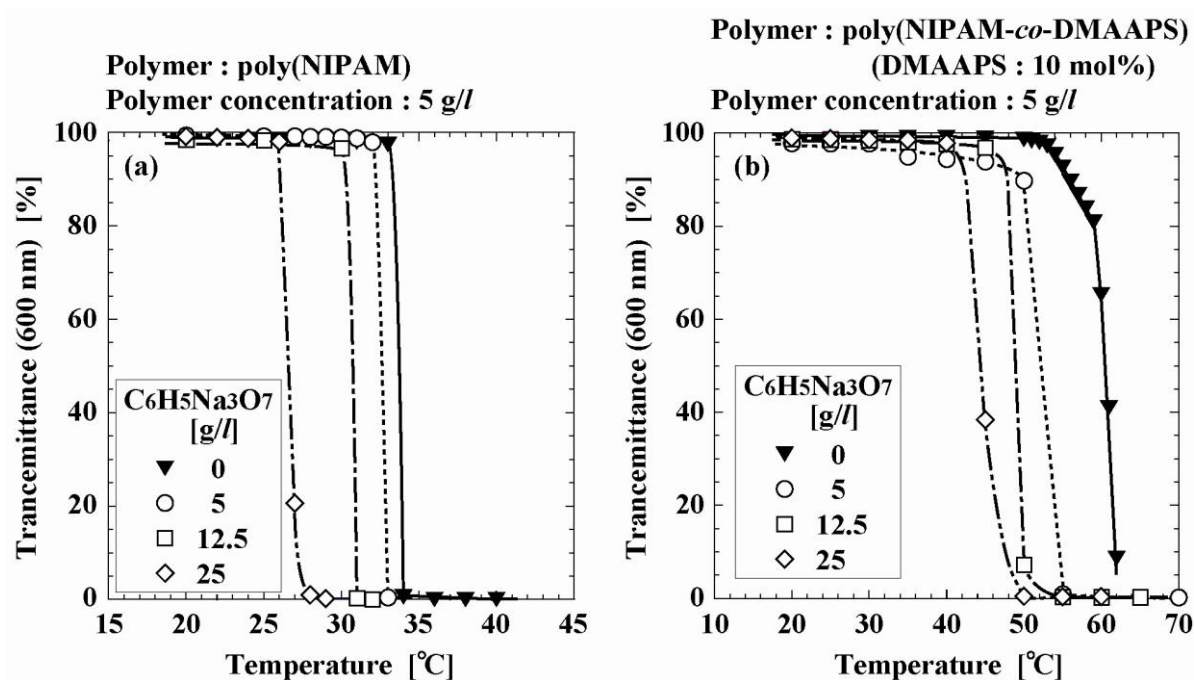 Polymer : poly(NIPAM)
Polymer concentration : 5 g/l
100
80
60
40
20
0
Trancemittance (600 nm) [%]
(a)
C6H5Na3O7
[g/l]
0
5
12.5
25
15 20 25 30 35 40 45
Temperature [℃]
Polymer : poly(NIPAM-co-DMAAPS)
(DMAAPS : 10 mol%)
Polymer concentration : 5 g/l
100
80
60
40
20
0
Trancemittance (600 nm) [%]
(b)
C6H5Na3O7
[g/l]
0
5
12.5
25
10 20 30 40 50 60 70
Temperature [℃]